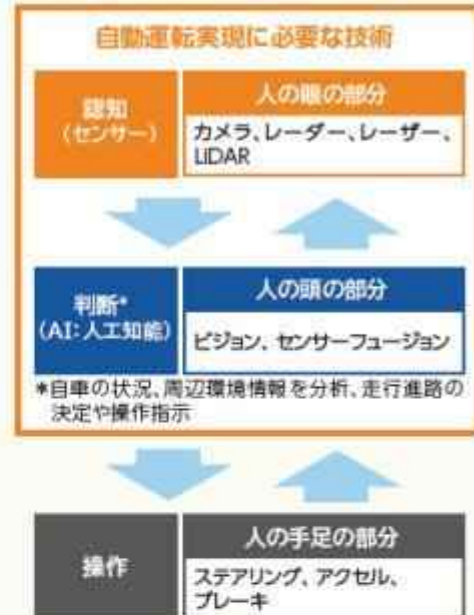 自動運転実現に必要な技術
認知
(センサー)
人の眼の部分
カメラ、レーダー、レーザー、
LiDAR
判断*
(AI:人工知能)
人の頭の部分
ビジョン、センサーフュージョン
*自車の状況、周辺環境情報を分析、走行進路の
決定や操作指示
操作
人の手足の部分
ステアリング、アクセル、
ブレーキ